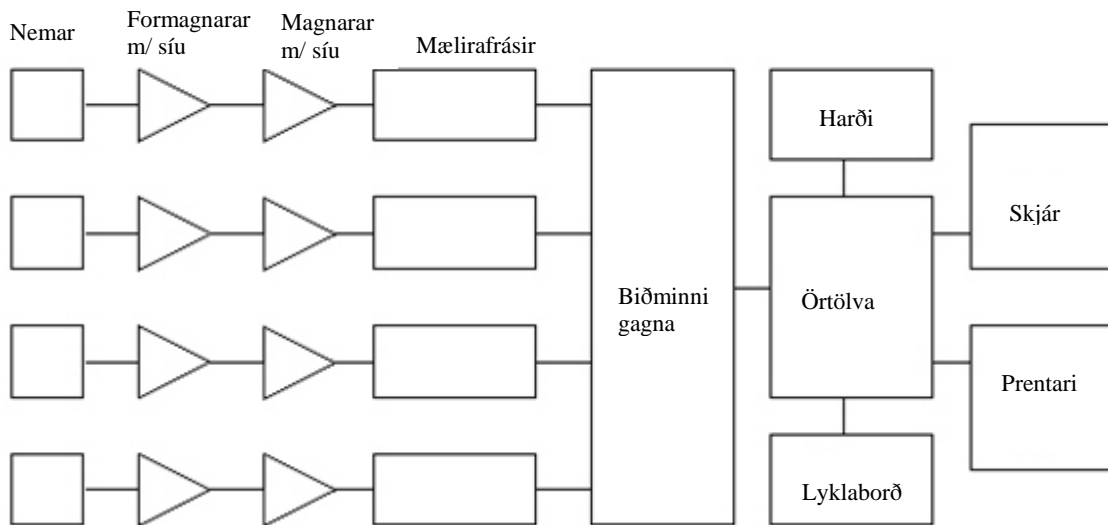 Nemar
Formagnarar
m/ síu
Magnarar
m/ síu
Mælirafrásir
Harði
Skjár
Biðminni
gagna
Örtölva
Prentari
Lyklaborð